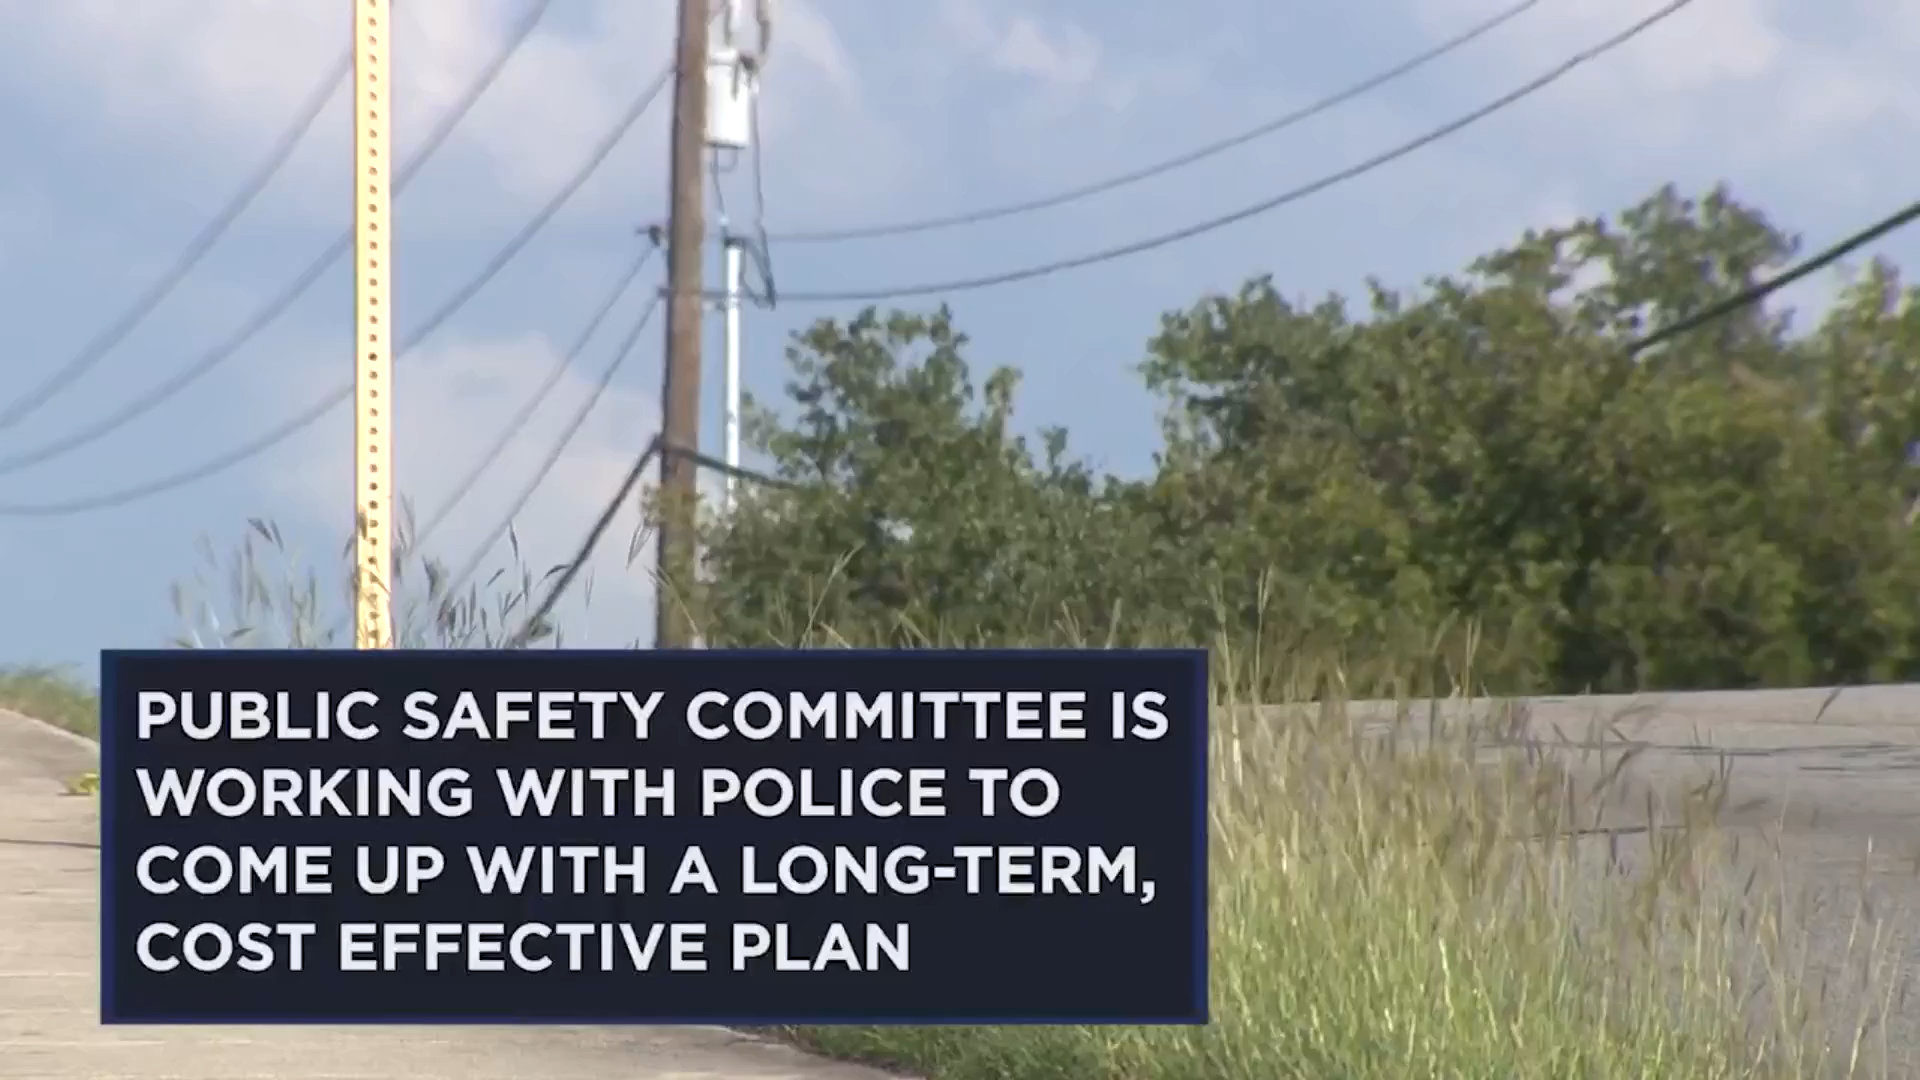 PUBLIC SAFETY COMMITTEE IS
WORKING WITH POLICE TO
COME UP WITH A LONG-TERM,
COST EFFECTIVE PLAN